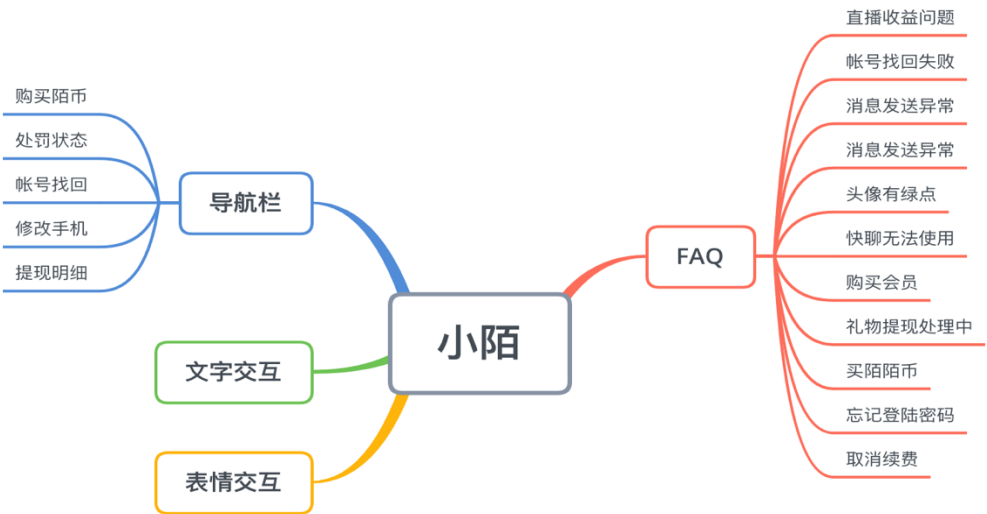 小陌
导航栏
购买陌币
处罚状态
帐号找回
修改手机
提现明细
文字交互
表情交互
FAQ
直播收益问题
帐号找回失败
消息发送异常
消息发送异常
头像有绿点
快聊无法使用
购买会员
礼物提现处理中
买陌陌币
忘记登陆密码
取消续费